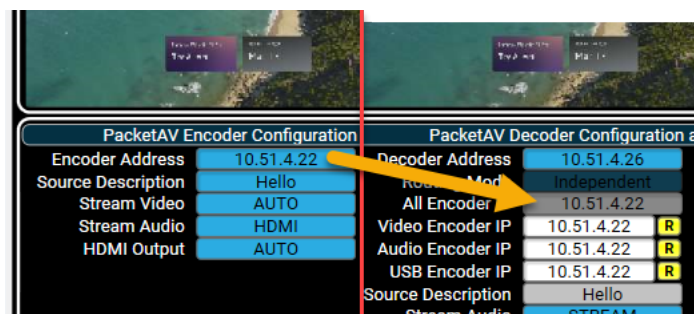 PacketAV Encoder Configuration
Encoder Address 10.51.4.22
Source Description Hello
Stream Video AUTO
Stream Audio HDMI
HDMI Output AUTO
PacketAV Decoder Configuration a
Decoder Address 10.51.4.26
Independent
All Encoder 10.51.4.22
Video Encoder IP 10.51.4.22 R
Audio Encoder IP 10.51.4.22 R
USB Encoder IP 10.51.4.22 R
Source Description Hello
Stream Audio STREAM